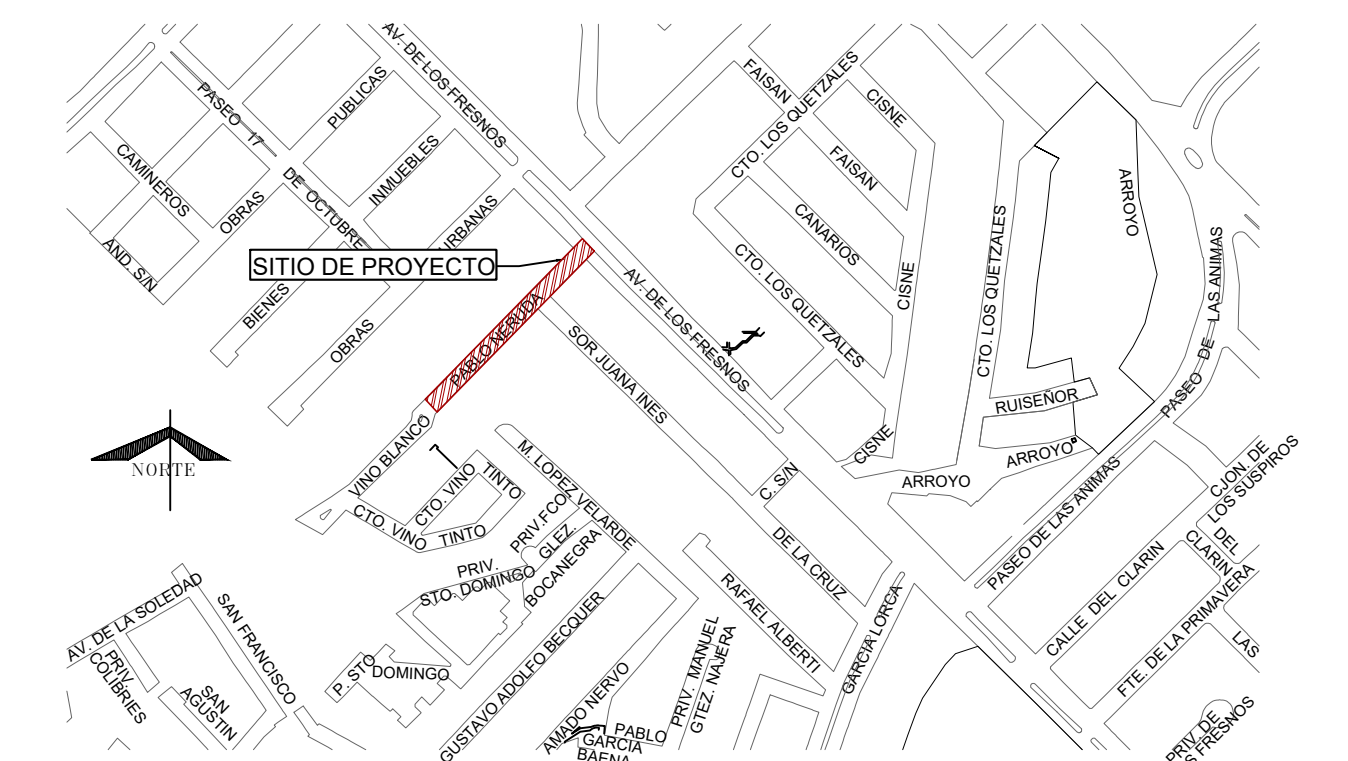 AV. DE LOS FRESNOS
FAISAN
CTO. LOS QUETZALES
CISNE
PASEO 17
DE OCTUBRE
PUBLICAS
INMUEBLES
URBANAS
CAMINEROS
OBRAS
AND. S/N
FAISAN
CANARIOS
ARROYO
SITIO DE PROYECTO
BIENES
OBRAS
PABLO NERUDA
AV. DE LOS FRESNOS
CTO. LOS QUETZALES
CISNE
CTO. LOS QUETZALES
PASEO DE LAS ANIMAS
SOR JUANA INES
DE LA CRUZ
RUISEÑOR
ARROYO
ARROYO
CISNE
C. S/N
NORTE
VINO BLANCO
CTO. VINO
TINTO
CTO. VINO TINTO
M. LOPEZ VELARDE
PRIV.FCO
GLEZ.
BOCANEGRA
PRIV.
STO. DOMINGO
PASEO DE LAS ANIMAS
CJON. DE
LOS SUSPIROS
CLARIN
DEL
CALLE DEL CLARIN
FTE. DE LA PRIMAVERA
LAS
RAFAEL ALBERTI
GARCIA LORCA
AV. DE LA SOLEDAD
SAN FRANCISCO
PRIV.
COLIBRIES
SAN
AGUSTIN
P. STO
DOMINGO
GUSTAVO ADOLFO BECQUER
AMADO NERVO
PRIV. MANUEL
GTEZ. NAJERA
PABLO
GARCIA
BAENA
PRIV. DE
FRESNOS